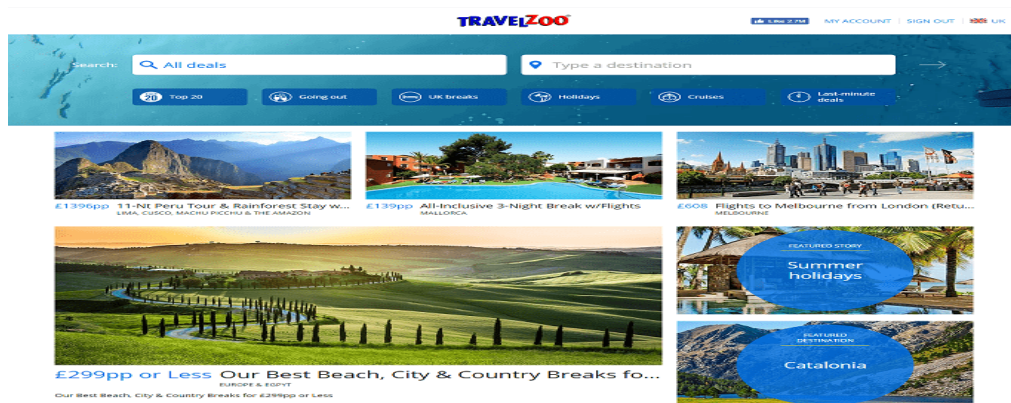 TRAVELZOO
Like 2.7M MY ACCOUNT SIGN OUT UK
Search: All deals Type a destination
20 Top 20 Going out UK breaks Holidays Cruises Last-minute deals
£1396pp 11-Nt Peru Tour & Rainforest Stay w...
LIMA, CUSCO, MACHU PICCHU & THE AMAZON
£139pp All-Inclusive 3-Night Break w/Flights
MALLORCA
£608 Flights to Melbourne from London (Retu...
MELBOURNE
FEATURED STORY
Summer
holidays
FEATURED
DESTINATION
Catalonia
£299pp or Less Our Best Beach, City & Country Breaks fo...
EUROPE & EGPYT
Our Best Beach, City & Country Breaks for £299pp or Less